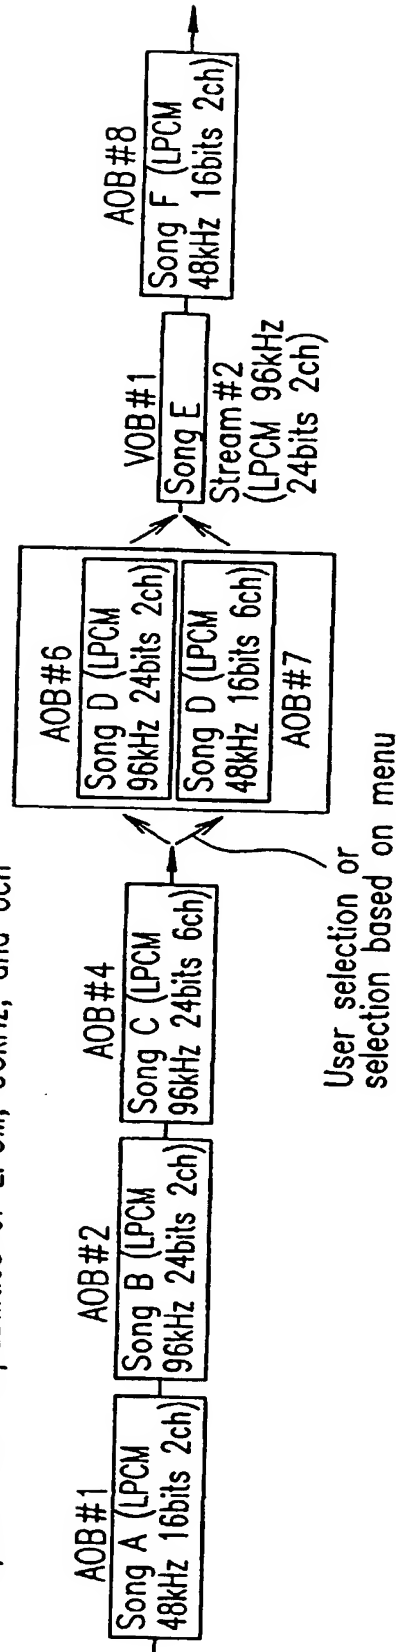 AOB#1
Song A (LPCM
48kHz 16bits 2ch)
AOB#2
Song B (LPCM
96kHz 24bits 2ch)
AOB#4
Song C (LPCM
96kHz 24bits 6ch)
User selection or
selection based on menu
AOB#6
Song D (LPCM
96kHz 24bits 2ch)
Song D (LPCM
48kHz 16bits 6ch)
AOB#7
VOB#1
Song E
Stream#2
(LPCM 96kHz
24bits 2ch)
AOB#8
Song F (LPCM
48kHz 16bits 2ch)